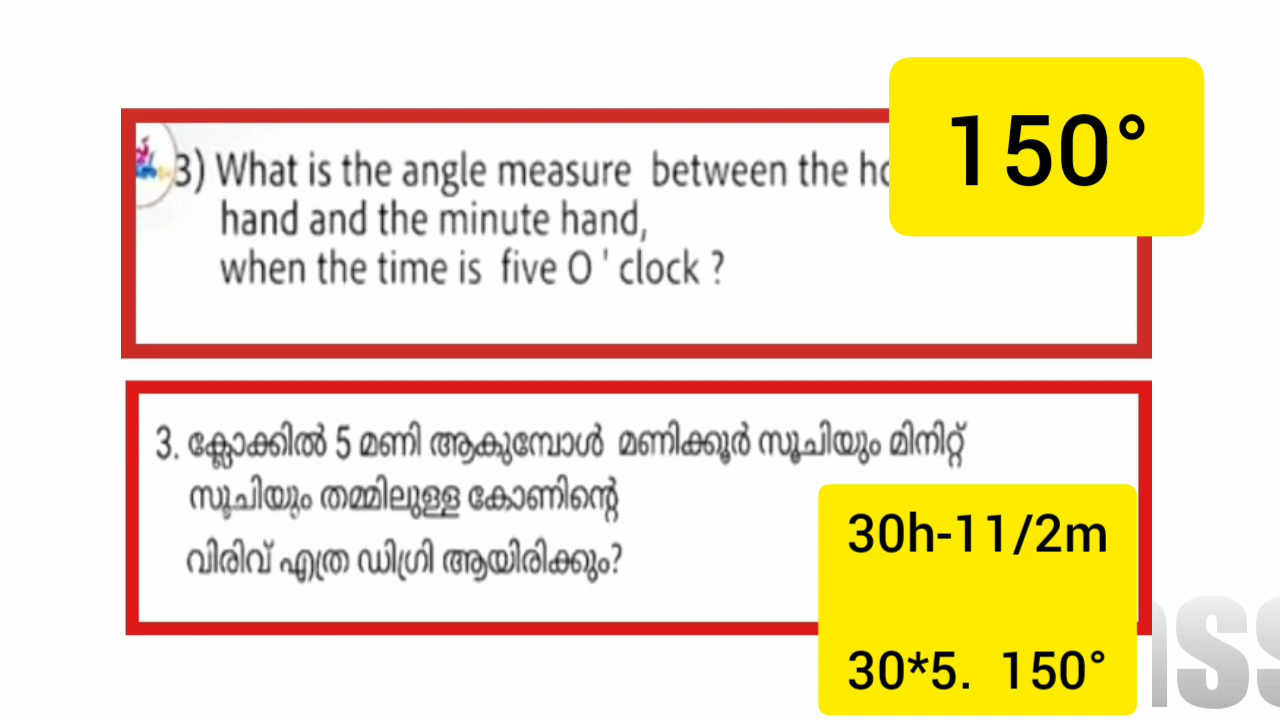 150°
3) What is the angle measure between the
hand and the minute hand,
when the time is five O ' clock ?
3. ക്ലോക്കിൽ 5 മണി ആകുമ്പോൾ മണിക്കൂർ സൂചിയും മിനിറ്റ്
സൂചിയും തമ്മിലുള്ള കോണിന്റെ
വിരിവ് എത്ര ഡിഗ്രി ആയിരിക്കും?
30h-11/2m
30*5. 150°